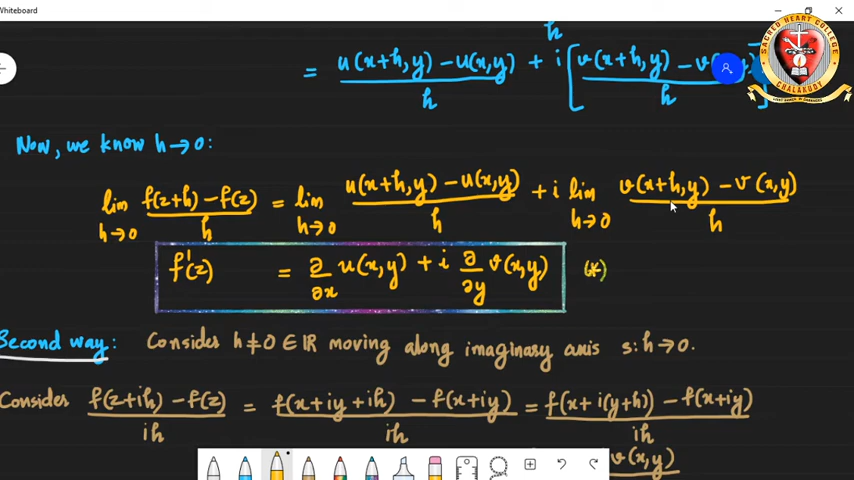 Whiteboard
SACRED HEART COLLEGE
CHALAKUDY
h
= u(x+h,y) - u(x,y) / h + i [ v(x+h,y) - v( / h ]
Now, we know h→0:
lim h→0 f(z+h) - f(z) / h = lim h→0 u(x+h,y) - u(x,y) / h + i lim h→0 v(x+h,y) - v(x,y) / h
f'(z) = ∂/∂x u(x,y) + i ∂/∂y v(x,y) (*)
Second way: Consider h≠0 ∈ IR moving along imaginary axis s: h→0.
Consider f(z+ih) - f(z) / ih = f(x+iy+ih) - f(x+iy) / ih = f(x+i(y+h)) - f(x+iy) / ih
v(x,y)